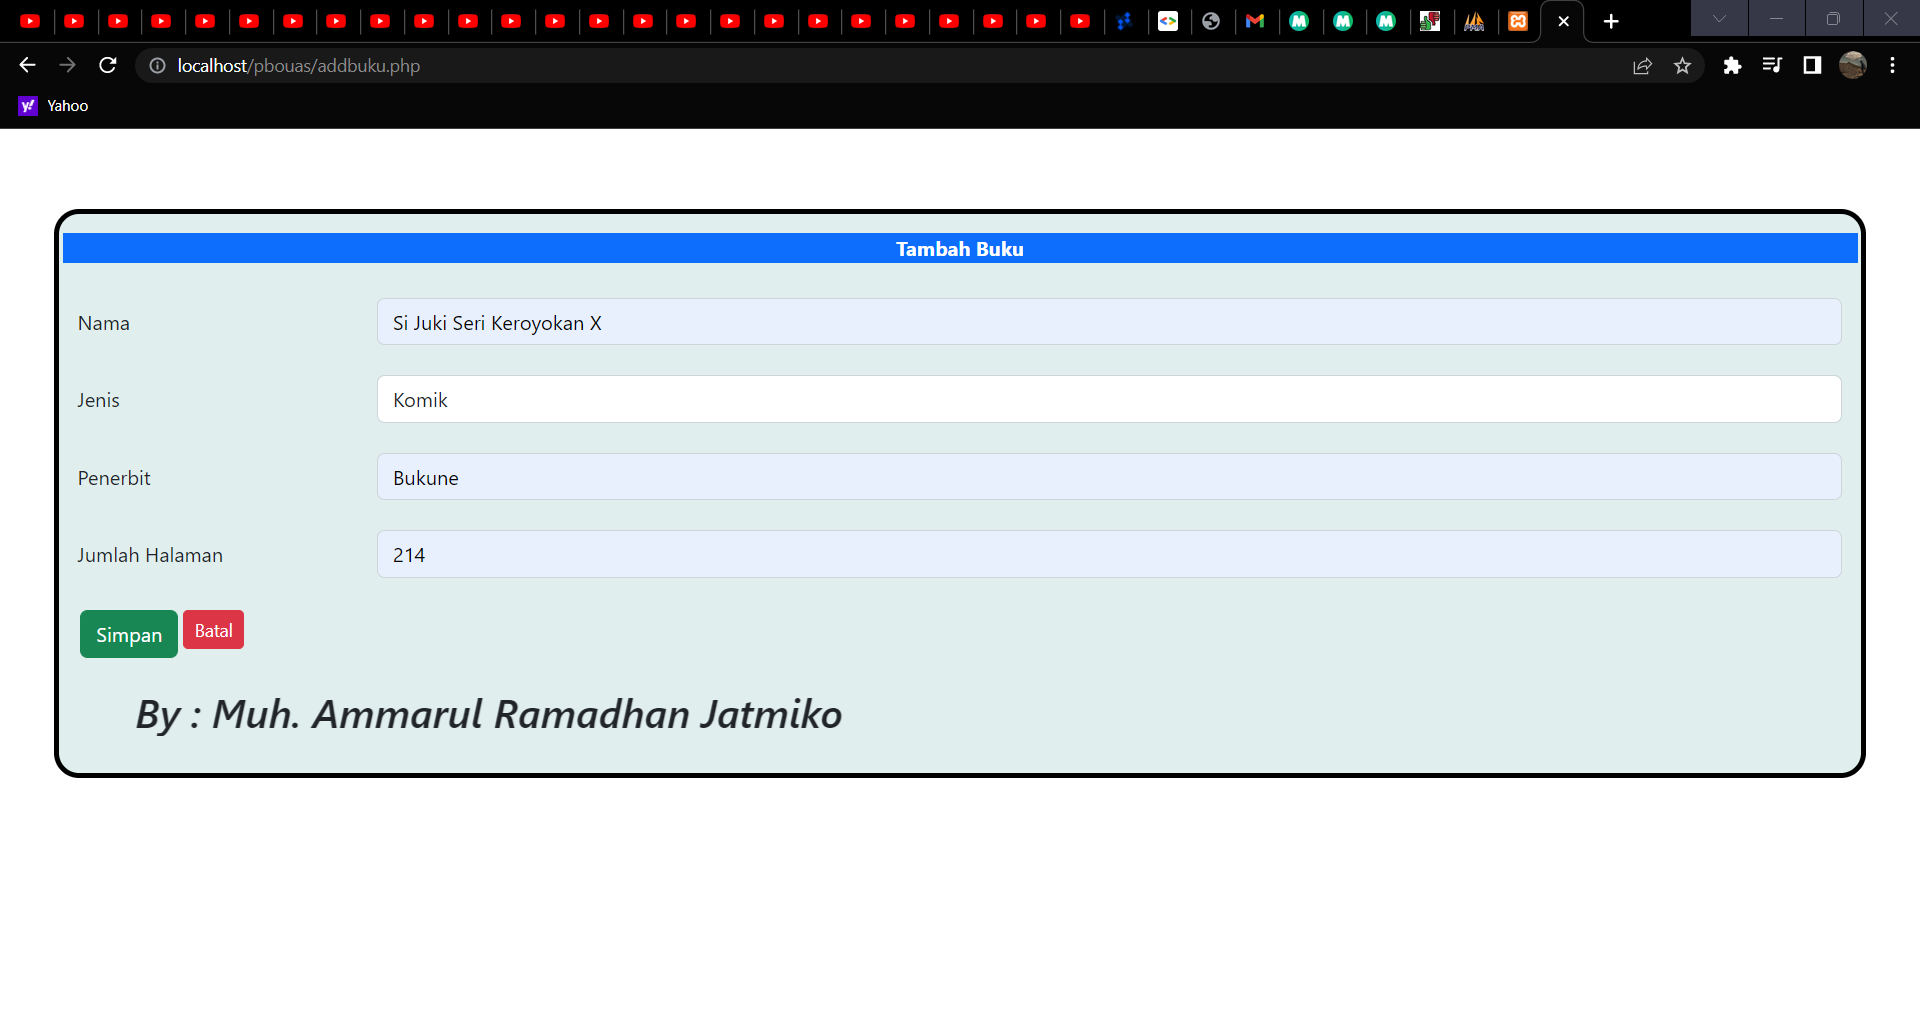 localhost/pbouas/addbuku.php
Yahoo
Tambah Buku
Nama
Si Juki Seri Keroyokan X
Jenis
Komik
Penerbit
Bukune
Jumlah Halaman
214
Simpan
Batal
By : Muh. Ammarul Ramadhan Jatmiko